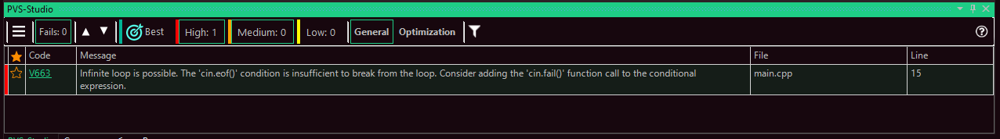 PVS-Studio
Fails: 0 Best High: 1 Medium: 0 Low: 0 General Optimization
Code Message File Line
V663 Infinite loop is possible. The 'cin.eof()' condition is insufficient to break from the loop. Consider adding the 'cin.fail()' function call to the conditional main.cpp 15
expression.